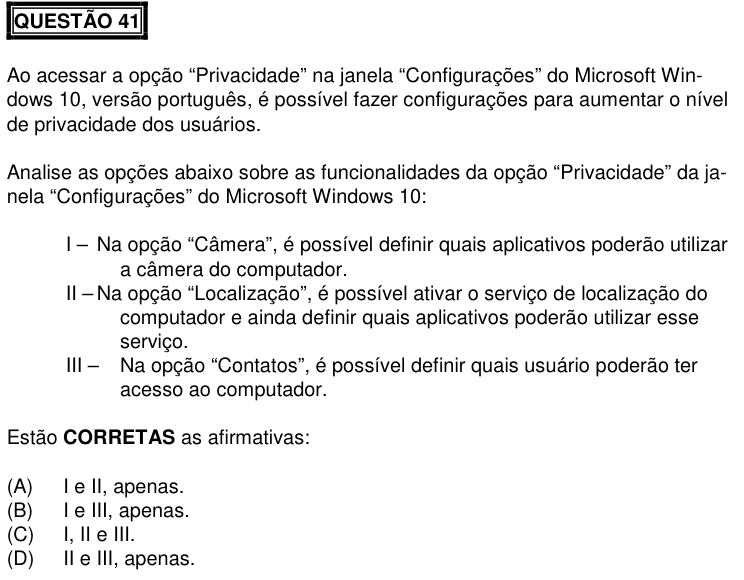 QUESTÃO 41
Ao acessar a opção “Privacidade” na janela “Configurações” do Microsoft Win-
dows 10, versão português, é possível fazer configurações para aumentar o nível
de privacidade dos usuários.
Analise as opções abaixo sobre as funcionalidades da opção “Privacidade” da ja-
nela “Configurações” do Microsoft Windows 10:
I – Na opção “Câmera”, é possível definir quais aplicativos poderão utilizar
a câmera do computador.
II – Na opção “Localização”, é possível ativar o serviço de localização do
computador e ainda definir quais aplicativos poderão utilizar esse
serviço.
III – Na opção “Contatos”, é possível definir quais usuário poderão ter
acesso ao computador.
Estão CORRETAS as afirmativas:
(A) I e II, apenas.
(B) I e III, apenas.
(C) I, II e III.
(D) II e III, apenas.